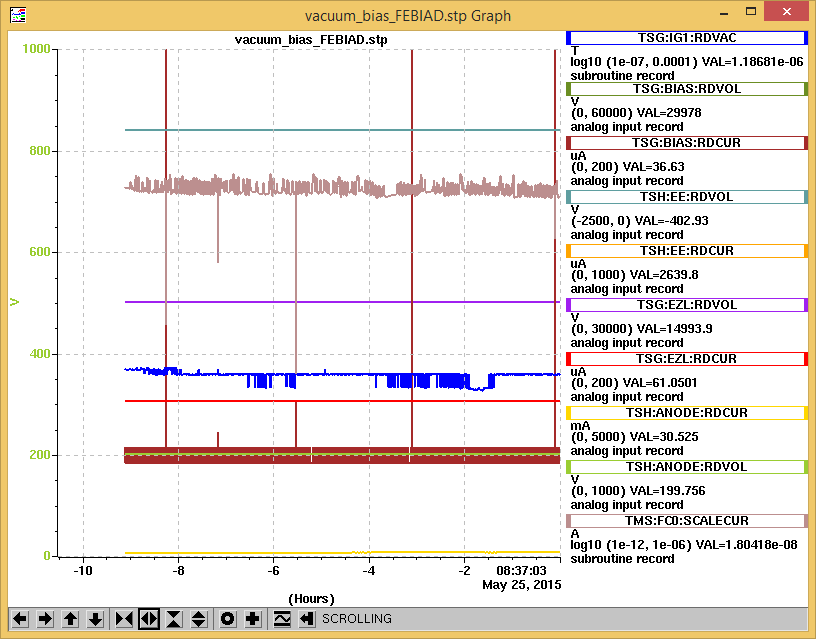 vacuum_bias_FEBIAD.stp Graph
vacuum_bias_FEBIAD.stp
1000
800
600
V
400
200
0
-10
-8
-6
-4
-2
08:37:03
May 25, 2015
(Hours)
TSG:IG1:RDVAC
T
log10 (1e-07, 0.0001) VAL=1.18681e-06
subroutine record
TSG:BIAS:RDVOL
V
(0, 60000) VAL=29978
analog input record
TSG:BIAS:RDCUR
uA
(0, 200) VAL=36.63
analog input record
TSH:EE:RDVOL
V
(-2500, 0) VAL=-402.93
analog input record
TSH:EE:RDCUR
uA
(0, 1000) VAL=2639.8
analog input record
TSG:EZL:RDVOL
V
(0, 30000) VAL=14993.9
analog input record
TSG:EZL:RDCUR
uA
(0, 200) VAL=61.0501
analog input record
TSH:ANODE:RDCUR
mA
(0, 5000) VAL=30.525
analog input record
TSH:ANODE:RDVOL
V
(0, 1000) VAL=199.756
analog input record
TMS:FC0:SCALECUR
A
log10 (1e-12, 1e-06) VAL=1.80418e-08
subroutine record
SCROLLING